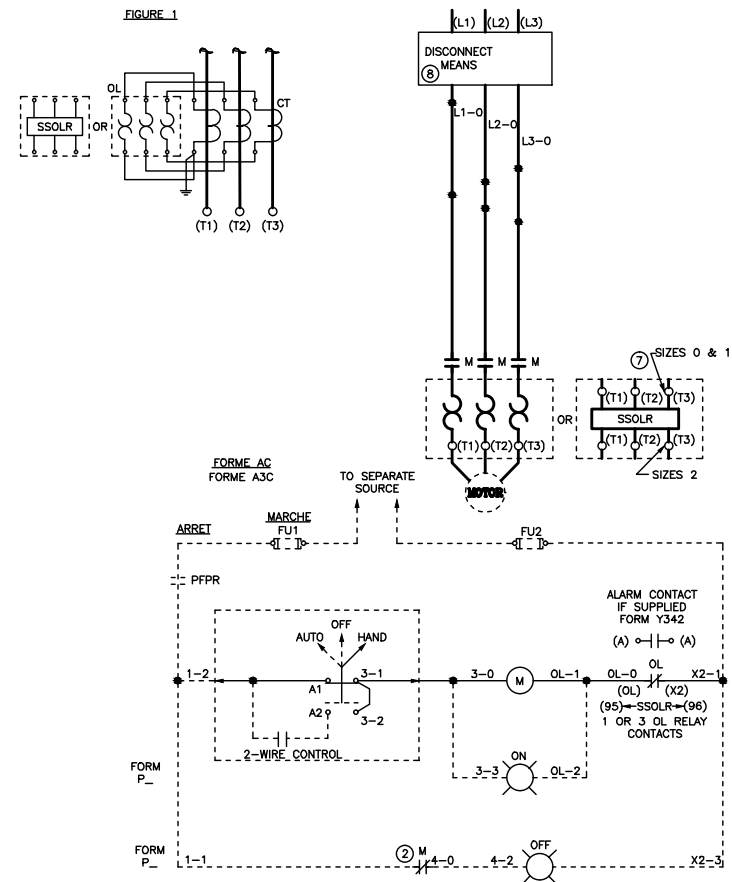 FIGURE 1
(L1) (L2) (L3)
DISCONNECT
MEANS
8
L1-0
L2-0
L3-0
OL
CT
SSOLR
OR
(T1) (T2) (T3)
M M M
7
SIZES 0 & 1
(T1) (T2) (T3)
OR
SSOLR
(T1) (T2) (T3)
(T1) (T2) (T3)
SIZES 2
MOTOR
FORME AC
FORME A3C
TO SEPARATE
SOURCE
ARRET
MARCHE
FU1
FU2
PFPR
ALARM CONTACT
IF SUPPLIED
FORM Y342
(A) (A)
OFF
AUTO HAND
1-2
A1
3-1
3-0
M
OL-1
OL-0
OL
X2-1
(OL) (X2)
A2
3-2
(95) SSOLR (96)
1 OR 3 OL RELAY
CONTACTS
2-WIRE CONTROL
ON
3-3
OL-2
FORM
P_
FORM
P_
1-1
2
M
4-0
4-2
OFF
X2-3